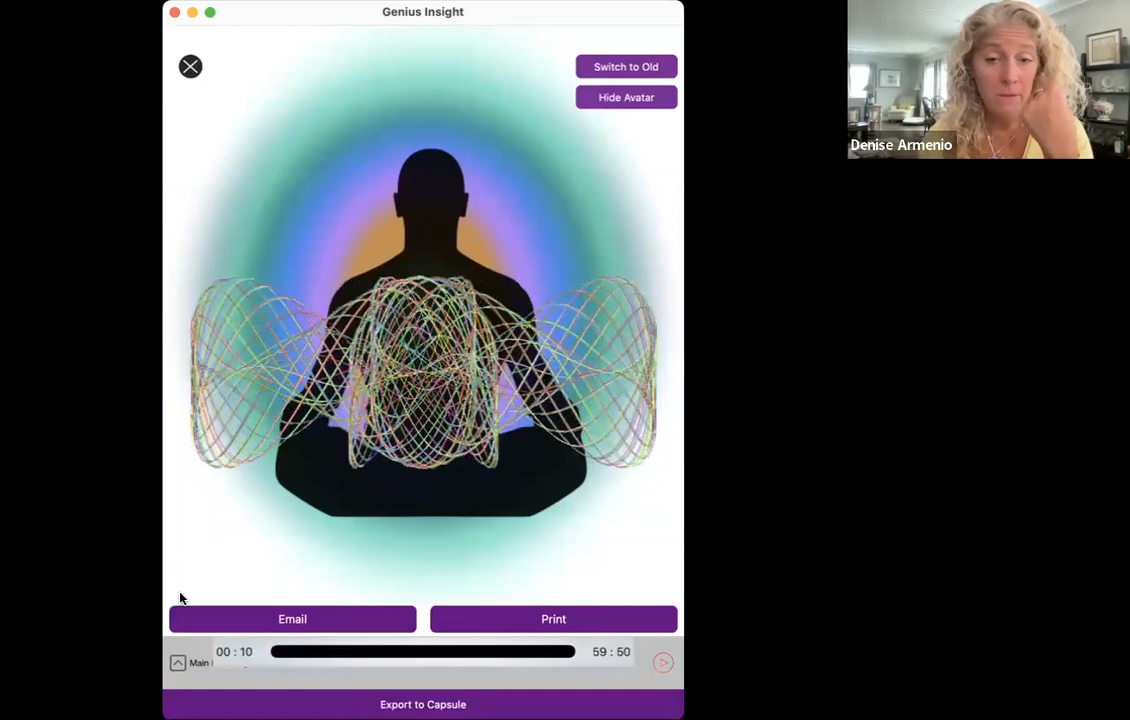 Genius Insight
Switch to Old
Hide Avatar
Denise Armenio
Email
Print
00 : 10
59 : 50
Main
Export to Capsule